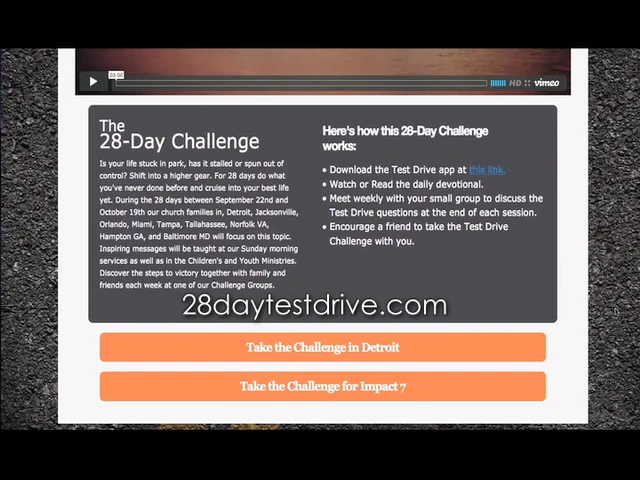 03:00
HD vimeo
The
28-Day Challenge
Is your life stuck in park, has it stalled or spun out of
control? Shift into a higher gear. For 28 days do what
you've never done before and cruise into your best life
yet. During the 28 days between September 22nd and
October 19th our church families in, Detroit, Jacksonville,
Orlando, Miami, Tampa, Tallahassee, Norfolk VA,
Hampton GA, and Baltimore MD will focus on this topic.
Inspiring messages will be taught at our Sunday morning
services as well as in the Children's and Youth Ministries.
Discover the steps to victory together with family and
friends each week at one of our Challenge Groups.
Here's how this 28-Day Challenge
works:
• Download the Test Drive app at this link.
• Watch or Read the daily devotional.
• Meet weekly with your small group to discuss the
Test Drive questions at the end of each session.
• Encourage a friend to take the Test Drive
Challenge with you.
28daytestdrive.com
Take the Challenge in Detroit
Take the Challenge for Impact 7